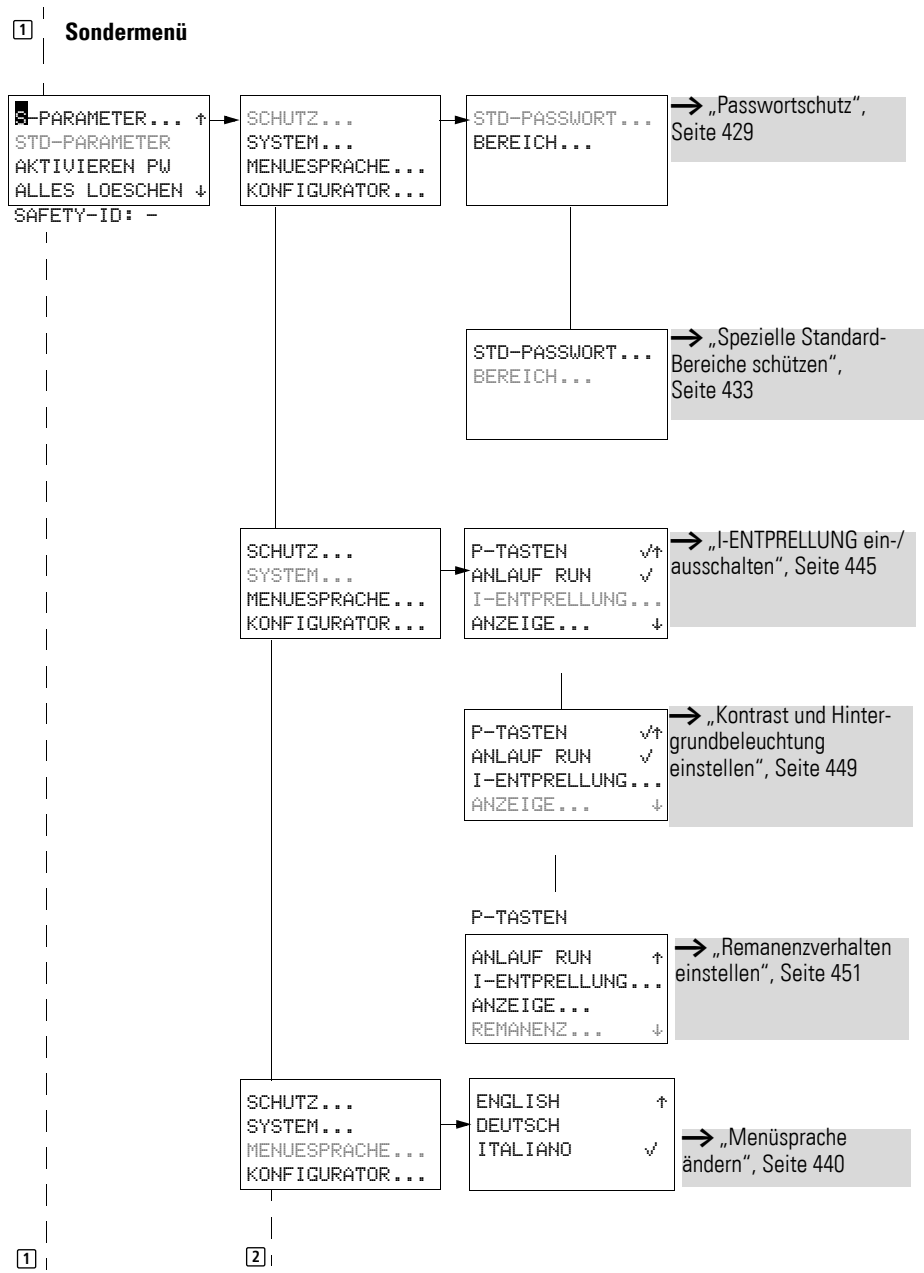 1 Sondermenü
S-PARAMETER... ↑
STD-PARAMETER
AKTIVIEREN PW
ALLES LOESCHEN ↓
SAFETY-ID: -
SCHUTZ...
SYSTEM...
MENUESPRACHE...
KONFIGURATOR...
STD-PASSWORT...
BEREICH...
→ „Passwortschutz“,
Seite 429
STD-PASSWORT...
BEREICH...
→ „Spezielle Standard-
Bereiche schützen“,
Seite 433
SCHUTZ...
SYSTEM...
MENUESPRACHE...
KONFIGURATOR...
P-TASTEN √↑
ANLAUF RUN √
I-ENTPRELLUNG...
ANZEIGE... ↓
→ „I-ENTPRELLUNG ein-/
ausschalten“, Seite 445
P-TASTEN √↑
ANLAUF RUN √
I-ENTPRELLUNG...
ANZEIGE... ↓
→ „Kontrast und Hinter-
grundbeleuchtung
einstellen“, Seite 449
P-TASTEN
ANLAUF RUN ↑
I-ENTPRELLUNG...
ANZEIGE...
REMANENZ... ↓
→ „Remanenzverhalten
einstellen“, Seite 451
SCHUTZ...
SYSTEM...
MENUESPRACHE...
KONFIGURATOR...
ENGLISH ↑
DEUTSCH
ITALIANO √
→ „Menüsprache
ändern“, Seite 440
1 2